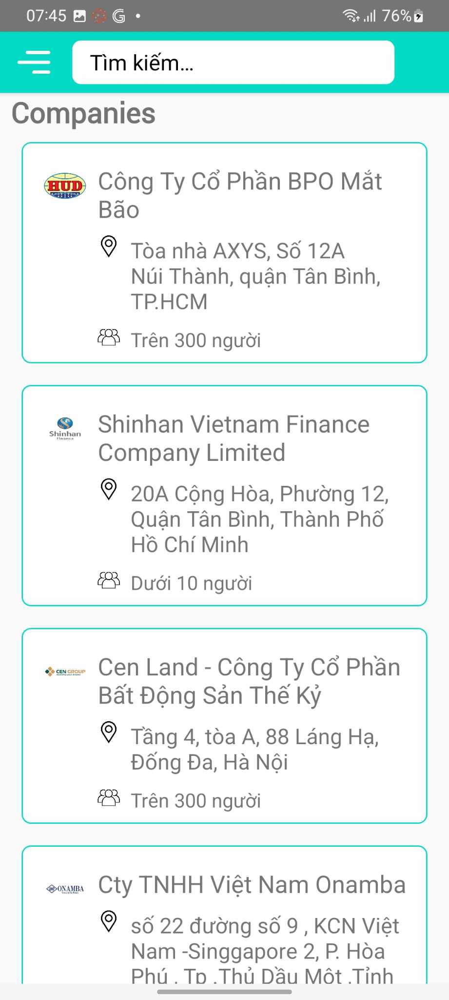 07:45
76%
Tìm kiếm...
Companies
HUD
Công Ty Cổ Phần BPO Mắt
Bão
Tòa nhà AXYS, Số 12A
Núi Thành, quận Tân Bình,
TP.HCM
Trên 300 người
Shinhan
Finance
Shinhan Vietnam Finance
Company Limited
20A Cộng Hòa, Phường 12,
Quận Tân Bình, Thành Phố
Hồ Chí Minh
Dưới 10 người
CEN GROUP
Cen Land - Công Ty Cổ Phần
Bất Động Sản Thế Kỷ
Tầng 4, tòa A, 88 Láng Hạ,
Đống Đa, Hà Nội
Trên 300 người
ONAMBA
Cty TNHH Việt Nam Onamba
số 22 đường số 9 , KCN Việt
Nam -Singgapore 2, P. Hòa
Phú , Tp .Thủ Dầu Một ,Tỉnh